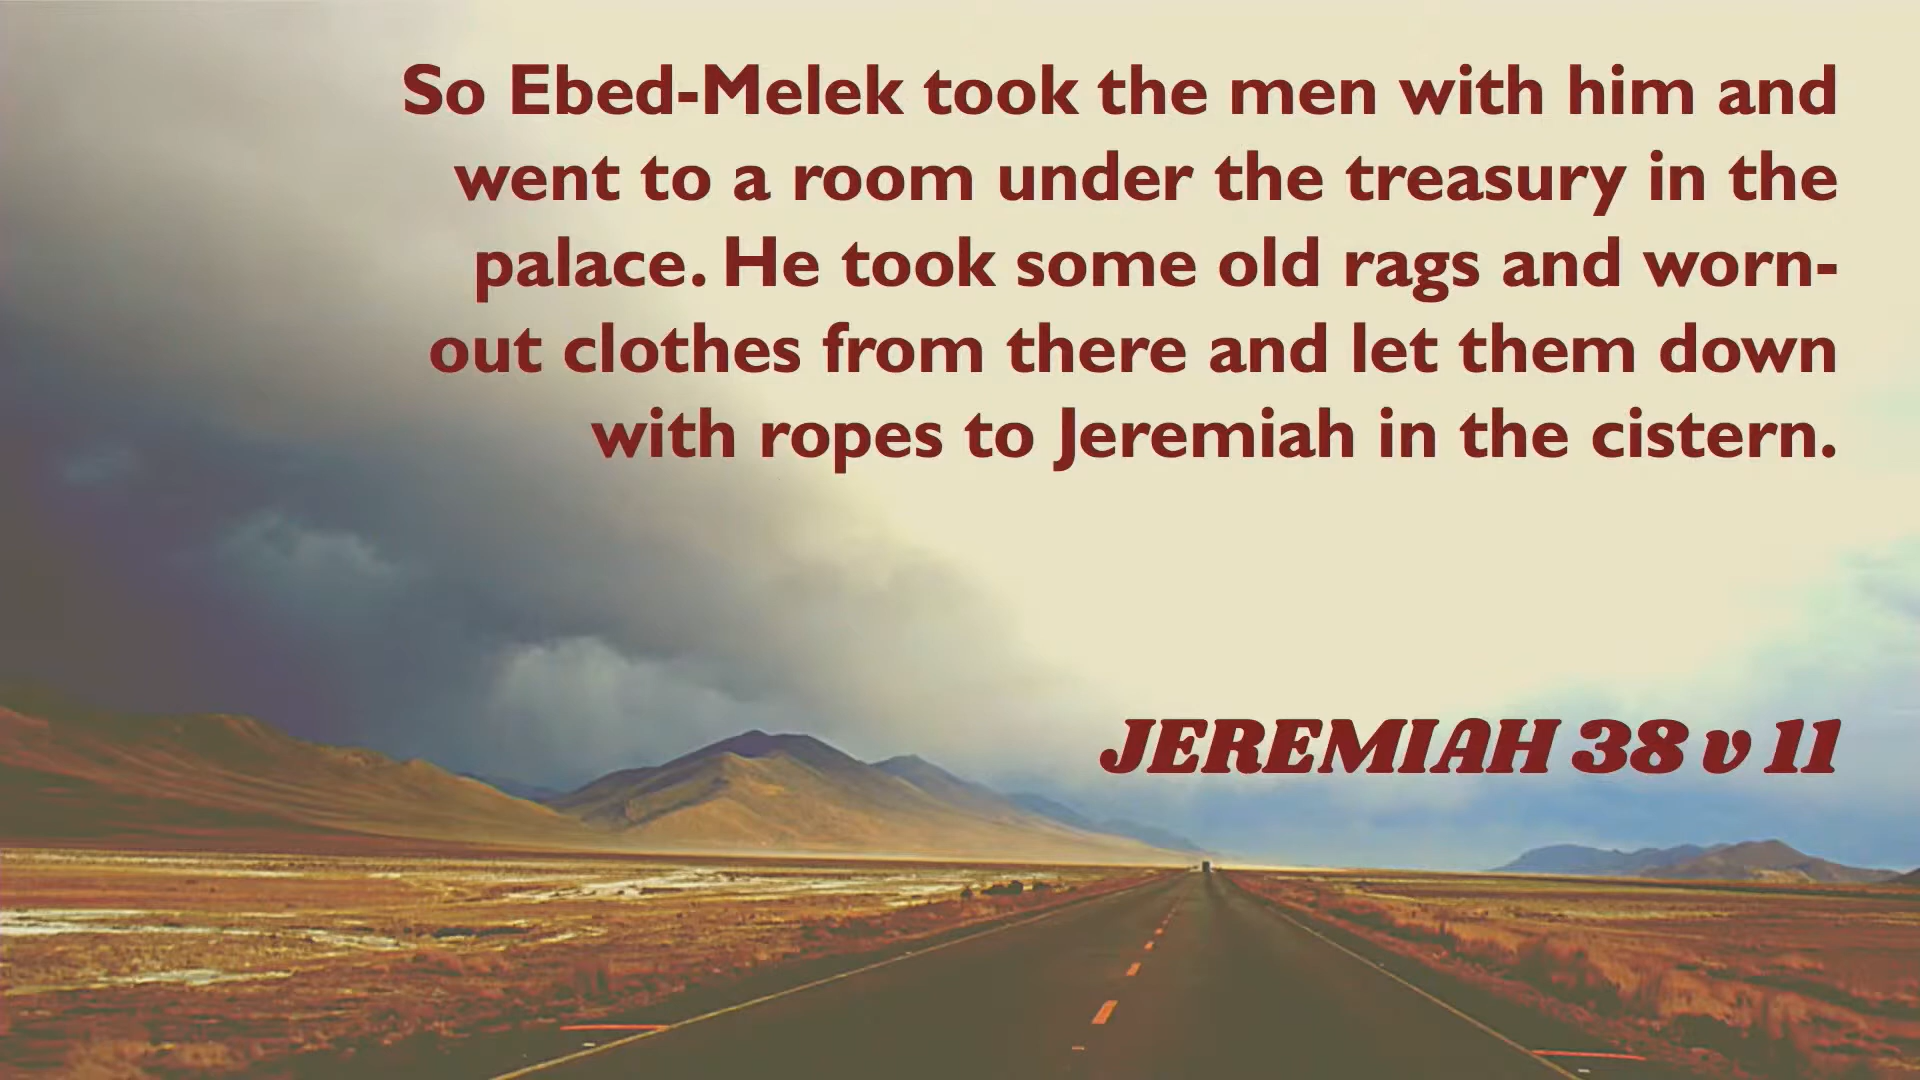 So Ebed-Melek took the men with him and
went to a room under the treasury in the
palace. He took some old rags and worn-
out clothes from there and let them down
with ropes to Jeremiah in the cistern.
JEREMIAH 38 v 11